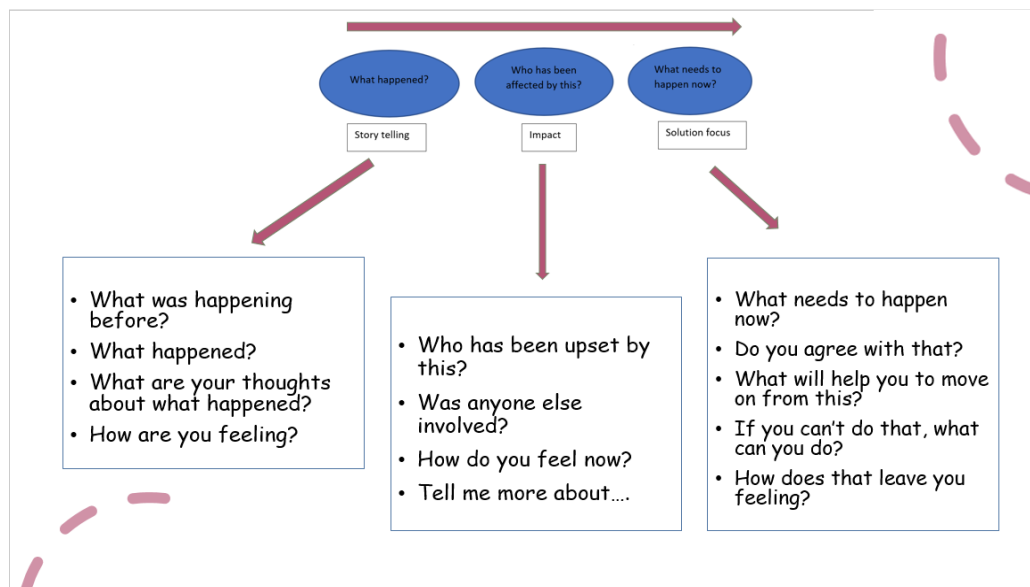 What happened?
Who has been
affected by this?
What needs to
happen now?
Story telling
Impact
Solution focus
• What was happening
before?
• What happened?
• What are your thoughts
about what happened?
• How are you feeling?
• Who has been upset by
this?
• Was anyone else
involved?
• How do you feel now?
• Tell me more about….
• What needs to happen
now?
• Do you agree with that?
• What will help you to move
on from this?
• If you can’t do that, what
can you do?
• How does that leave you
feeling?